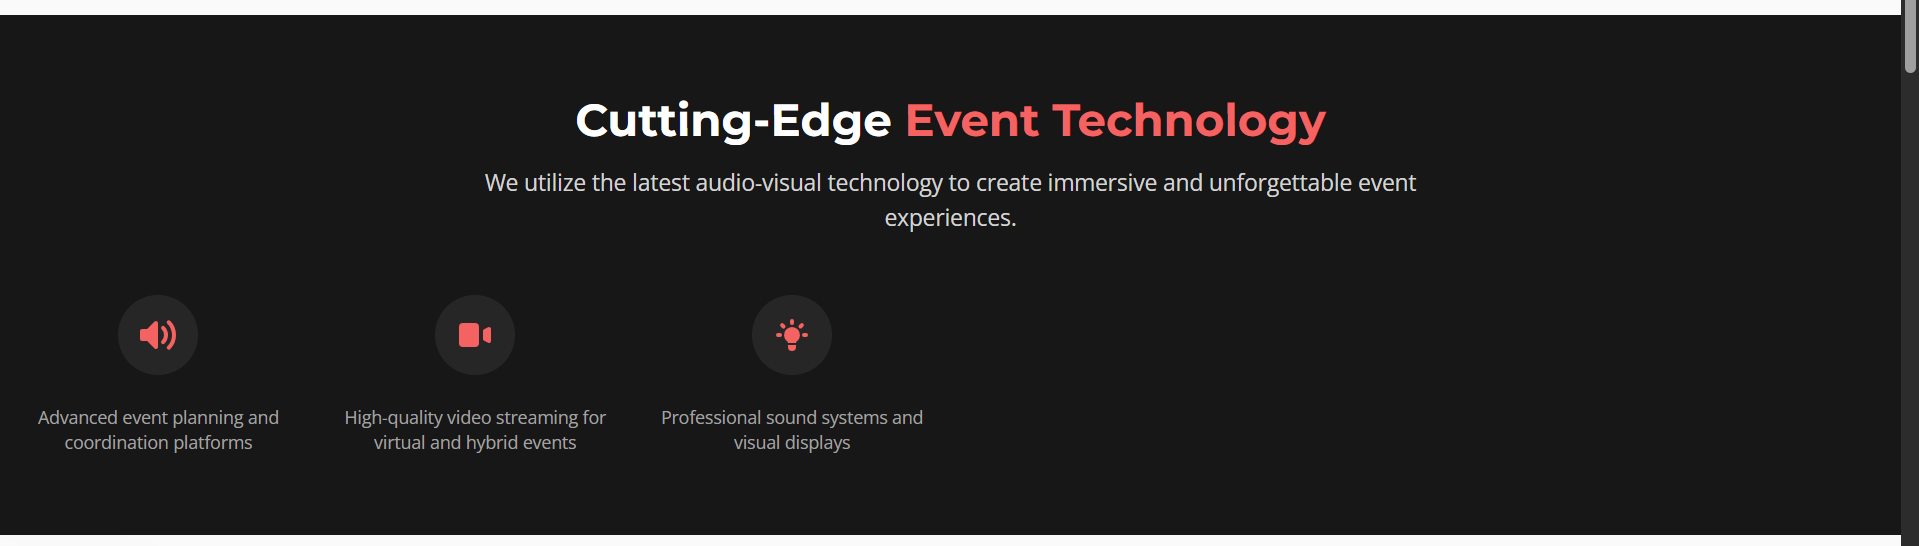 Cutting-Edge Event Technology
We utilize the latest audio-visual technology to create immersive and unforgettable event
experiences.
Advanced event planning and
coordination platforms
High-quality video streaming for
virtual and hybrid events
Professional sound systems and
visual displays